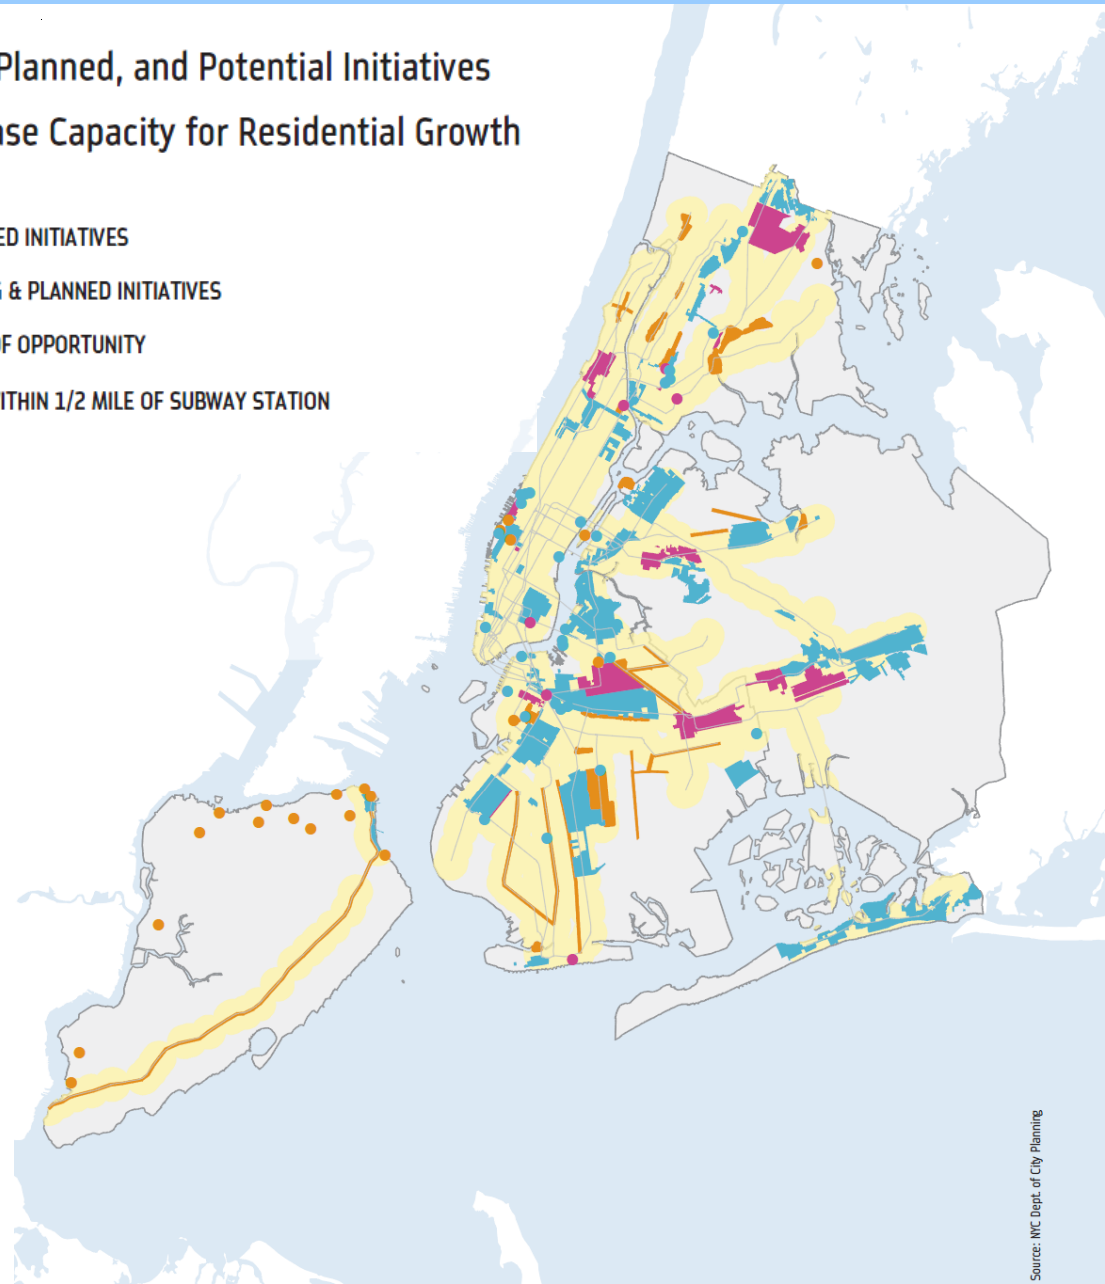 Planned, and Potential Initiatives
ase Capacity for Residential Growth
ED INITIATIVES
& PLANNED INITIATIVES
OF OPPORTUNITY
ITHIN 1/2 MILE OF SUBWAY STATION
Source: NYC Dept. of City Planning